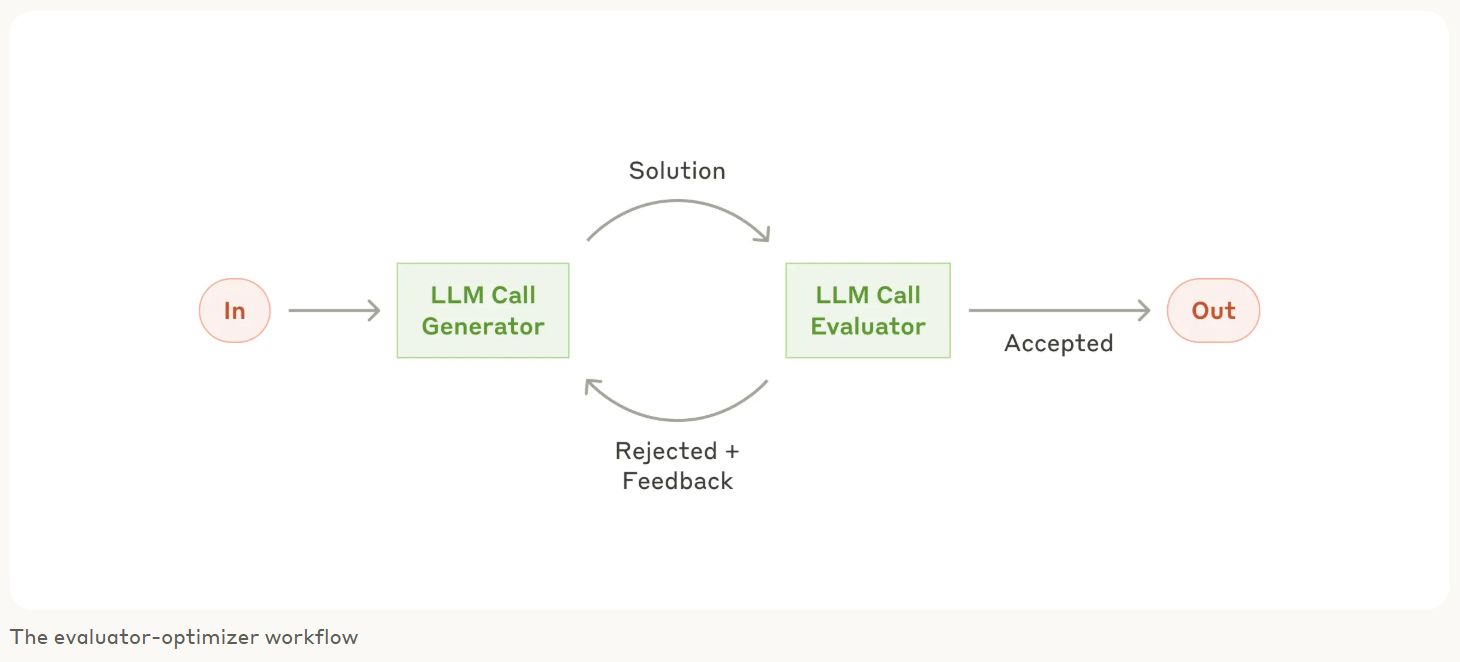 Solution
In
LLM Call
Generator
LLM Call
Evaluator
Out
Accepted
Rejected +
Feedback
The evaluator-optimizer workflow